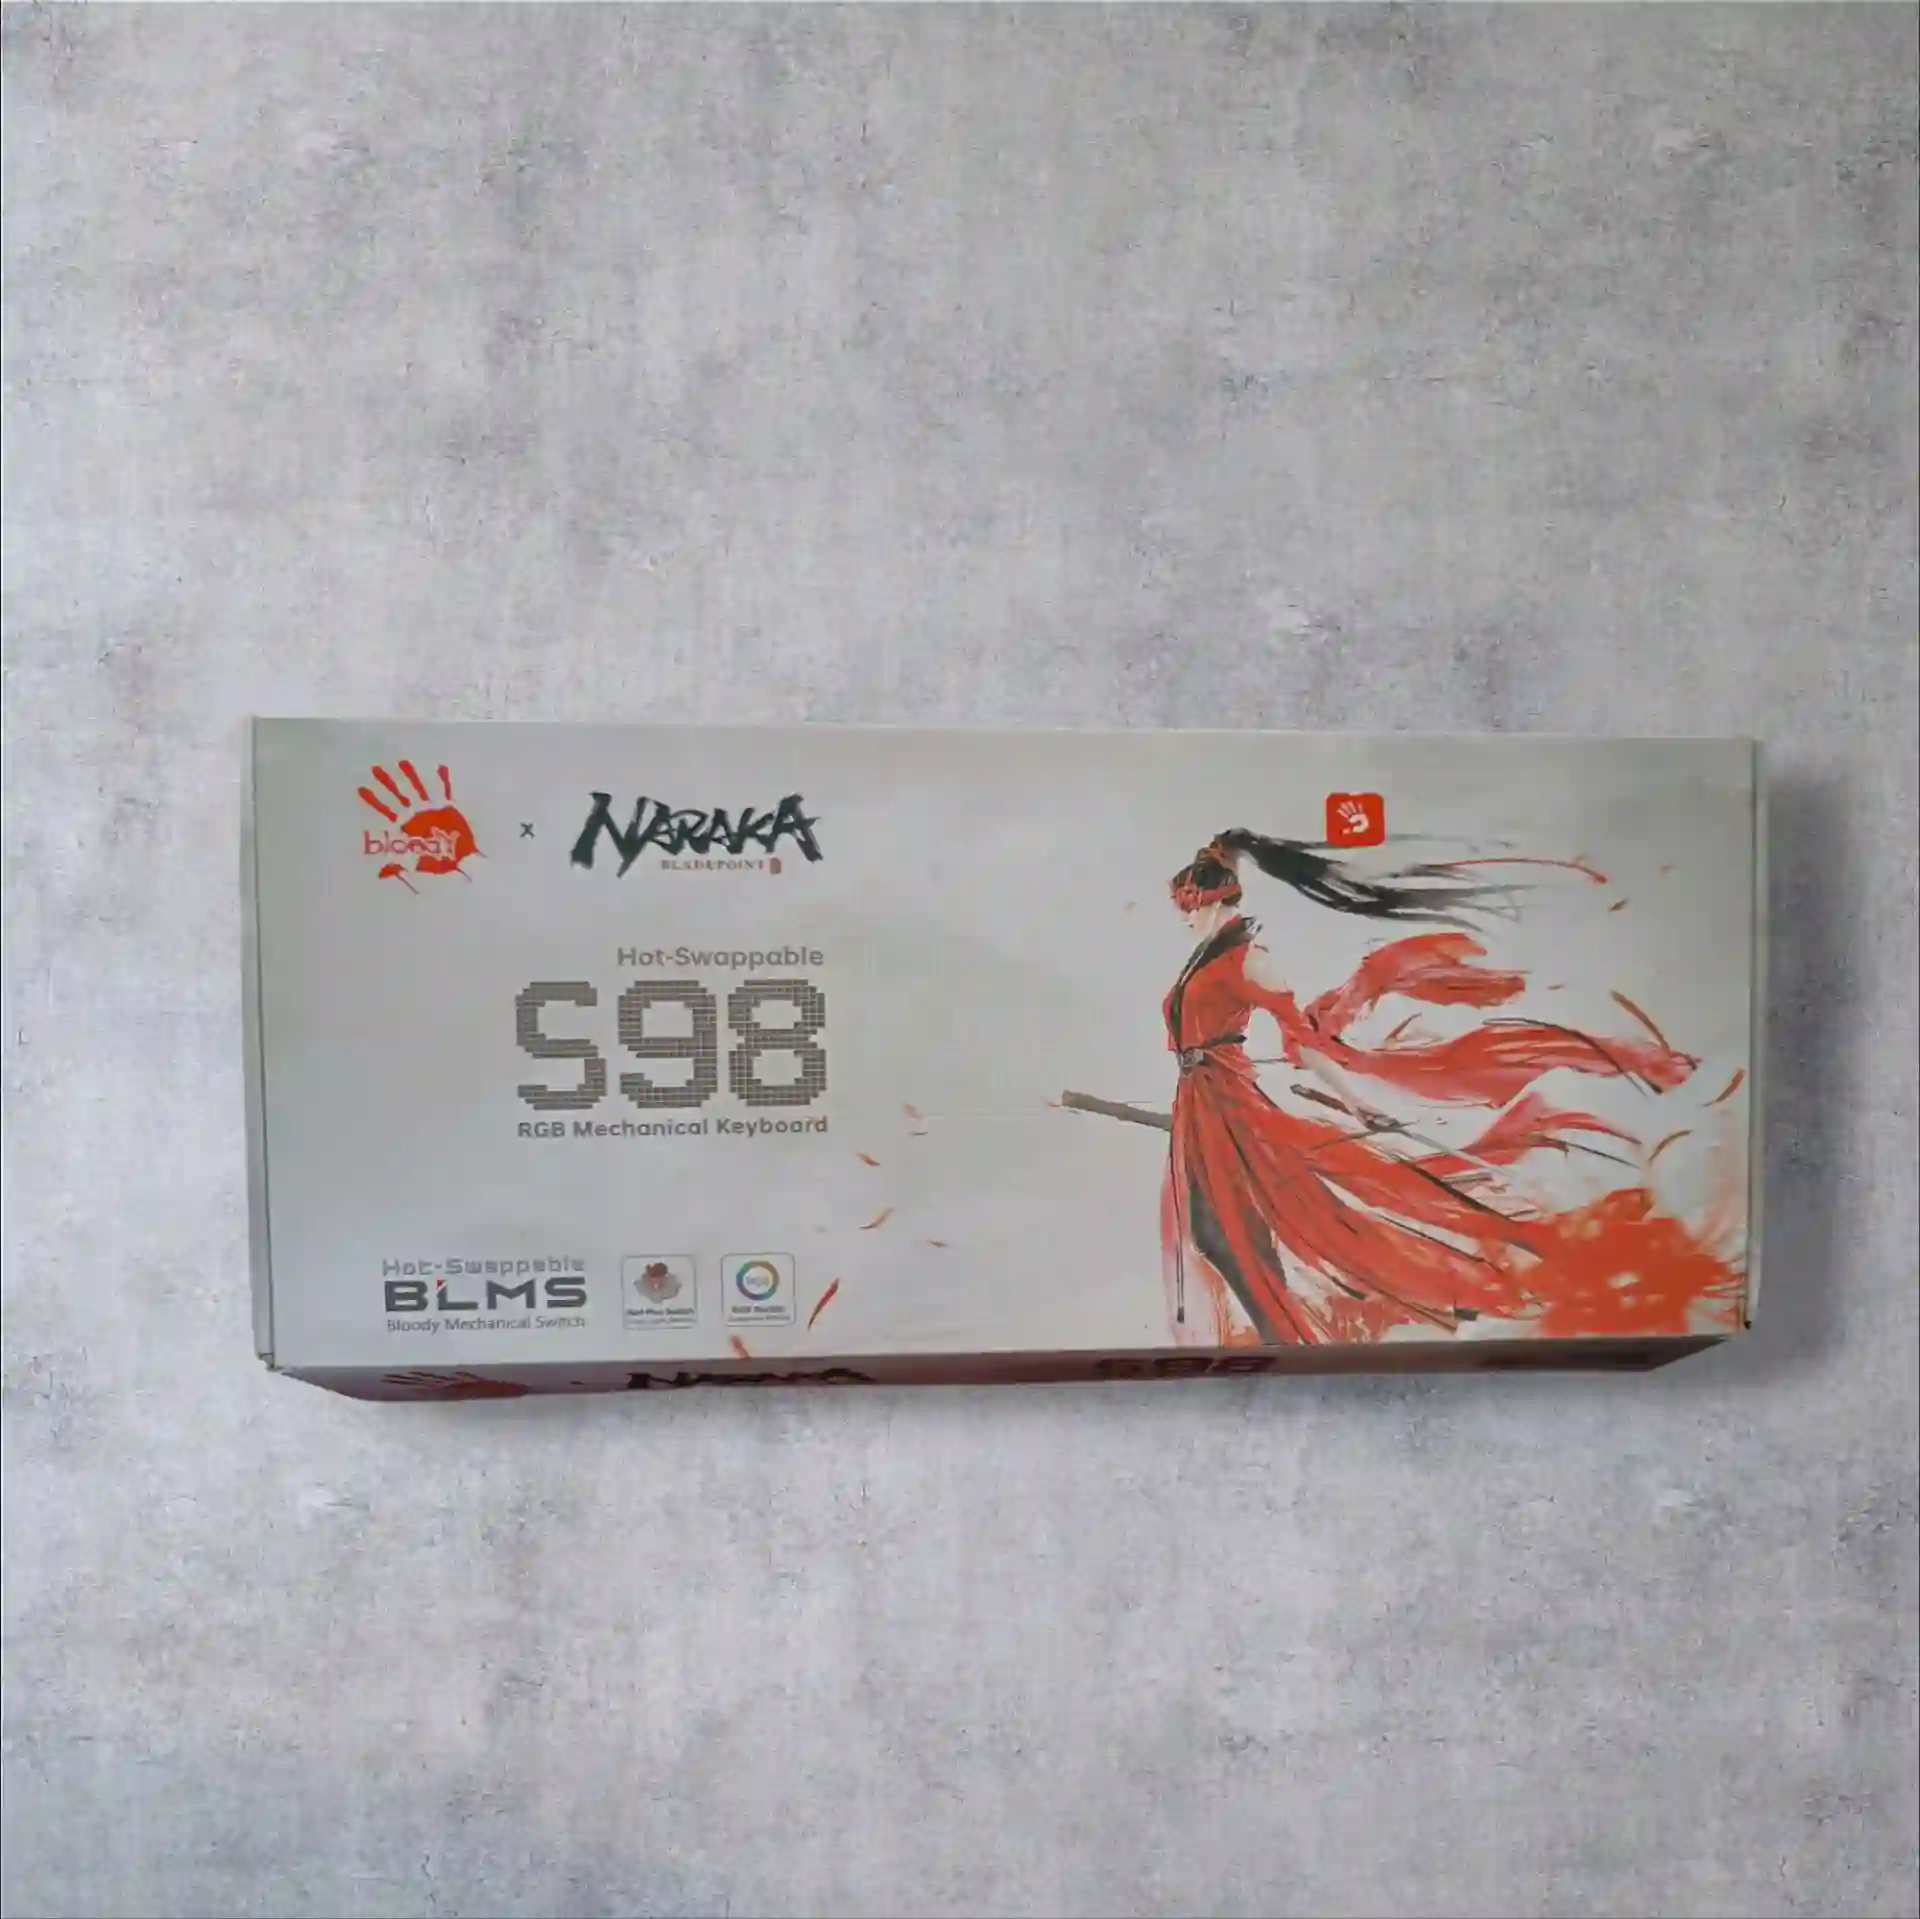 bloody
x
NARAKA
BLADEPOINT
Hot-Swappable
S98
RGB Mechanical Keyboard
Hot-Swappable
BLMS
Bloody Mechanical Switch
NARAKA
S98